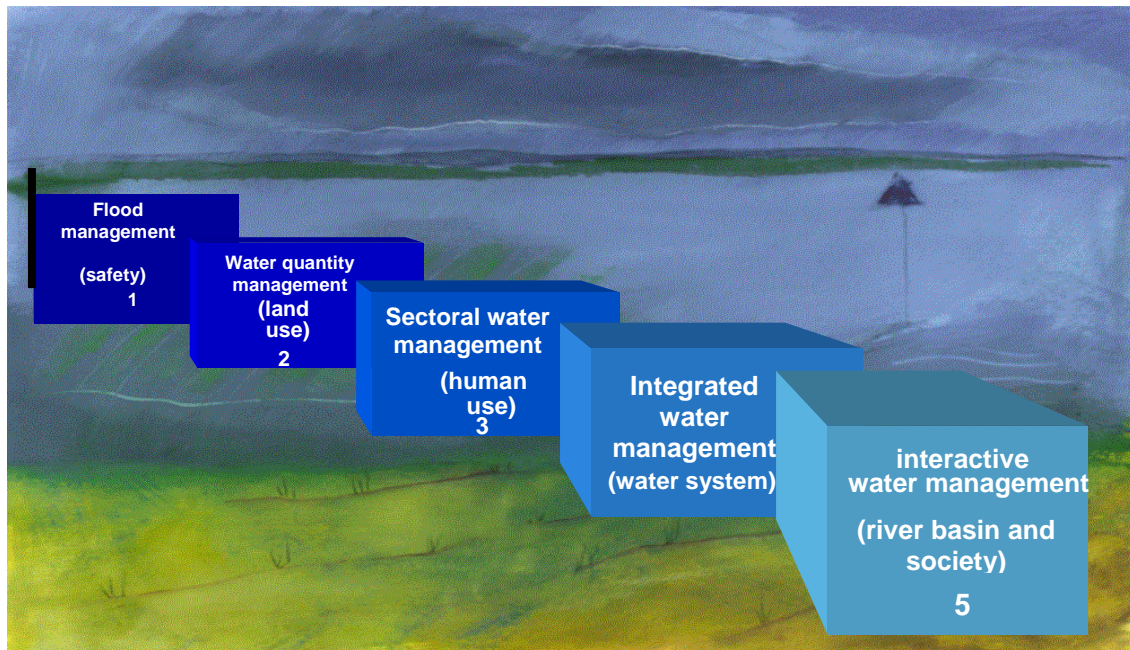 Flood
management
(safety)
1
Water quantity
management
(land
use)
2
Sectoral water
management
(human
use)
3
Integrated
water
management
(water system)
interactive
water management
(river basin and
society)
5